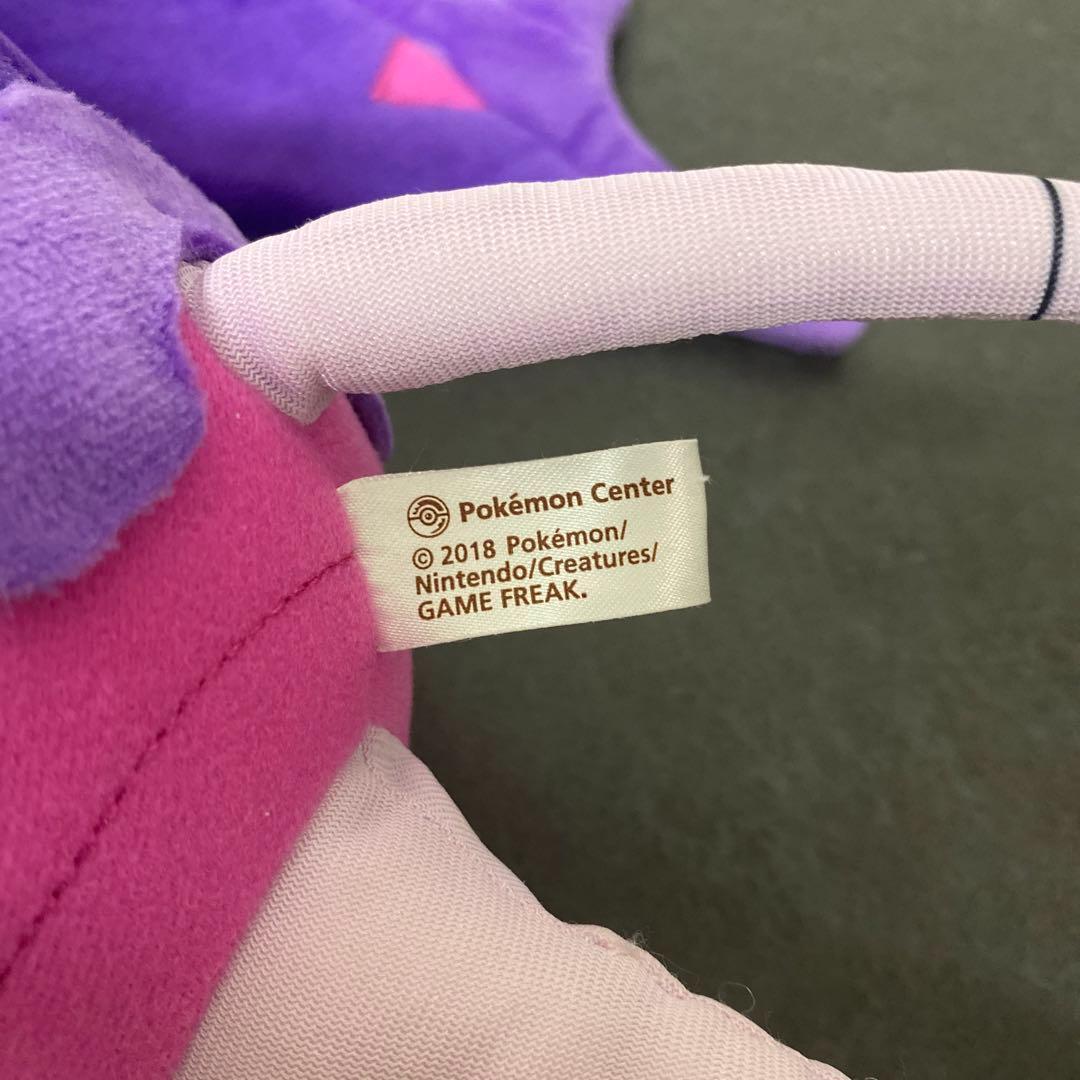 Pokémon Center
© 2018 Pokémon/
Nintendo/Creatures/
GAME FREAK.